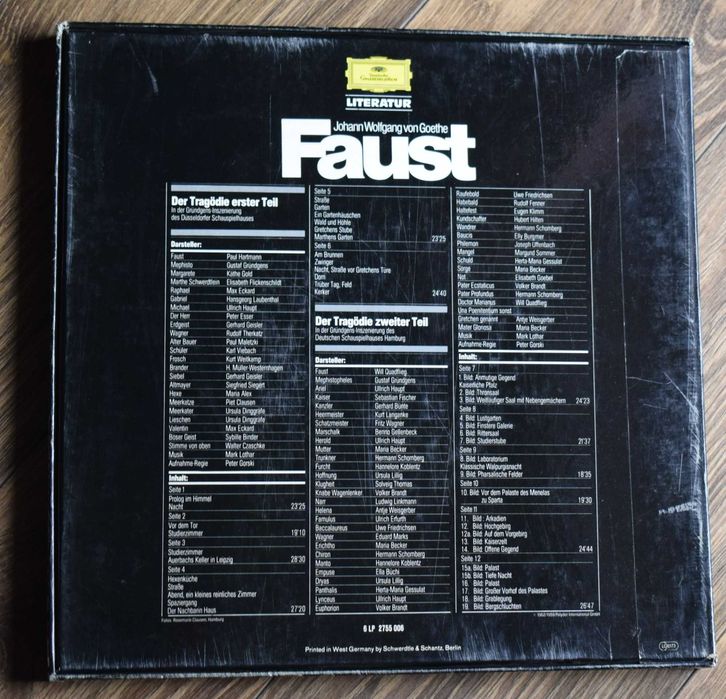 Deutsche
Grammophon
LITERATUR
Johann Wolfgang von Goethe
Faust
Der Tragödie erster Teil
In der Gründgens-Inszenierung
des Düsseldorfer Schauspielhauses
Darsteller:
Faust Paul Hartmann
Mephisto Gustaf Gründgens
Margarete Käthe Gold
Marthe Schwerdtlein Elisabeth Flickenschildt
Raphael Max Eckard
Gabriel Hansgeorg Laubenthal
Michael Ullrich Haupt
Der Herr Peter Esser
Erdgeist Gerhard Geisler
Wagner Rudolf Therkatz
Alter Bauer Paul Maletzki
Schüler Karl Viebach
Frosch Kurt Weitkamp
Brander H. Müller-Westernhagen
Siebel Gerhard Geisler
Altmayer Siegfried Siegert
Hexe Maria Alex
Meerkatze Piet Clausen
Meerkater Ursula Dinggräfe
Lieschen Ursula Dinggräfe
Valentin Max Eckard
Böser Geist Sybille Binder
Stimme von oben Walter Czaschke
Musik Mark Lothar
Aufnahme-Regie Peter Gorski
Inhalt:
Seite 1
Prolog im Himmel
Nacht 23'25
Seite 2
Vor dem Tor
Studierzimmer 19'10
Seite 3
Studierzimmer
Auerbachs Keller in Leipzig 28'30
Seite 4
Hexenküche
Straße
Abend, ein kleines reinliches Zimmer
Spaziergang
Der Nachbarin Haus 27'20
Fotos: Rosemarie Clausen, Hamburg
Seite 5
Straße
Garten
Ein Gartenhäuschen
Wald und Höhle
Gretchens Stube
Marthens Garten 23'25
Seite 6
Am Brunnen
Zwinger
Nacht, Straße vor Gretchens Türe
Dom
Trüber Tag, Feld
Kerker 24'40
Der Tragödie zweiter Teil
In der Gründgens-Inszenierung des
Deutschen Schauspielhauses Hamburg
Darsteller:
Faust Will Quadflieg
Mephistopheles Gustaf Gründgens
Ariel Ullrich Haupt
Kaiser Sebastian Fischer
Kanzler Gerhard Bünte
Heermeister Kurt Langanke
Schatzmeister Fritz Wagner
Marschalk Benno Gellenbeck
Herold Ullrich Haupt
Mutter Maria Becker
Trunkner Hermann Schomberg
Furcht Hannelore Koblentz
Hoffnung Ursula Lillig
Klugheit Solveig Thomas
Knabe Wagenlenker Volker Brandt
Narr Ludwig Linkmann
Helena Antje Weisgerber
Famulus Ullrich Erfurth
Baccalaureus Uwe Friedrichsen
Wagner Eduard Marks
Erichtho Maria Becker
Chiron Hermann Schomberg
Manto Hannelore Koblentz
Empuse Ella Büchi
Dryas Ursula Lillig
Panthalis Herta-Maria Gessulat
Lynceus Ullrich Haupt
Euphorion Volker Brandt
Raufebold Uwe Friedrichsen
Habebald Rudolf Fenner
Haltefest Eugen Klimm
Kundschafter Hubert Hilten
Wandrer Hermann Schomberg
Baucis Elly Burgmer
Philemon Joseph Offenbach
Mangel Margund Sommer
Schuld Herta-Maria Gessulat
Sorge Maria Becker
Not Elisabeth Goebel
Pater Ecstaticus Volker Brandt
Pater Profundus Hermann Schomberg
Doctor Marianus Will Quadflieg
Una Poenitentium sonst
Gretchen genannt Antje Weisgerber
Mater Gloriosa Maria Becker
Musik Mark Lothar
Aufnahme-Regie Peter Gorski
Inhalt:
Seite 7
1. Bild: Anmutige Gegend
Kaiserliche Pfalz
2. Bild: Thronsaal
3. Bild: Weitläufiger Saal mit Nebengemächern 24'23
Seite 8
4. Bild: Lustgarten
5. Bild: Finstere Galerie
6. Bild: Rittersaal
7. Bild: Studierstube 21'37
Seite 9
8. Bild: Laboratorium
Klassische Walpurgisnacht
9. Bild: Pharsalische Felder 18'35
Seite 10
10. Bild: Vor dem Palaste des Menelas
zu Sparta 19'30
Seite 11
11. Bild: Arkadien
12. Bild: Hochgebirg
12a. Bild: Auf dem Vorgebirg
13. Bild: Kaiserzelt
14. Bild: Offene Gegend 24'44
Seite 12
15a. Bild: Palast
15b. Bild: Tiefe Nacht
16. Bild: Palast
17. Bild: Großer Vorhof des Palastes
18. Bild: Grablegung
19. Bild: Bergschluchten 26'47
6 LP 2755 006
Printed in West Germany by Schwerdtle & Schantz, Berlin